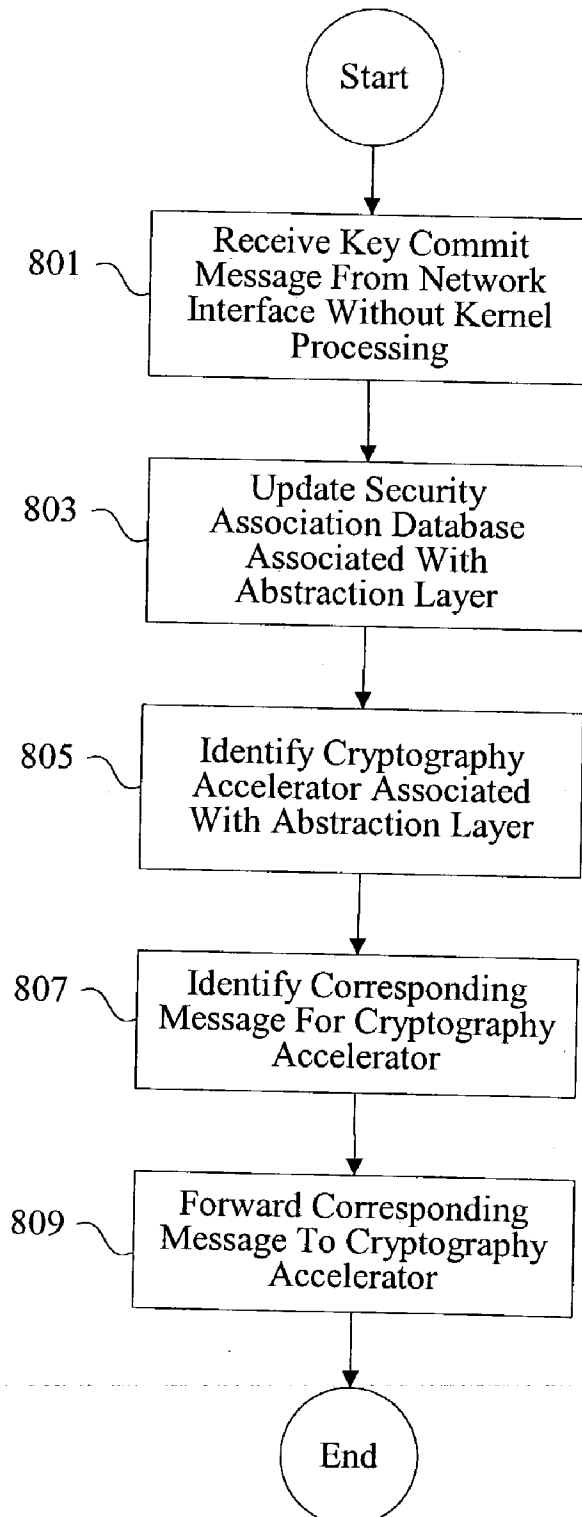 Start
801
Receive Key Commit
Message From Network
Interface Without Kernel
Processing
803
Update Security
Association Database
Associated With
Abstraction Layer
805
Identify Cryptography
Accelerator Associated
With Abstraction Layer
807
Identify Corresponding
Message For Cryptography
Accelerator
809
Forward Corresponding
Message To Cryptography
Accelerator
End